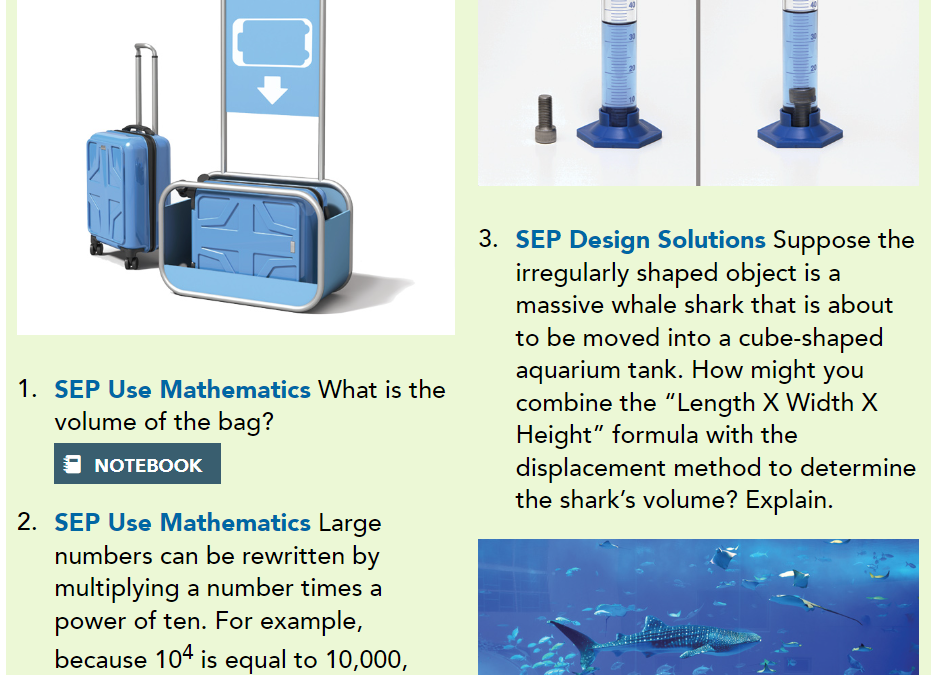 40
30
20
10
40
30
20
1. SEP Use Mathematics What is the
volume of the bag?
NOTEBOOK
2. SEP Use Mathematics Large
numbers can be rewritten by
multiplying a number times a
power of ten. For example,
because 10⁴ is equal to 10,000,
3. SEP Design Solutions Suppose the
irregularly shaped object is a
massive whale shark that is about
to be moved into a cube-shaped
aquarium tank. How might you
combine the “Length X Width X
Height” formula with the
displacement method to determine
the shark’s volume? Explain.